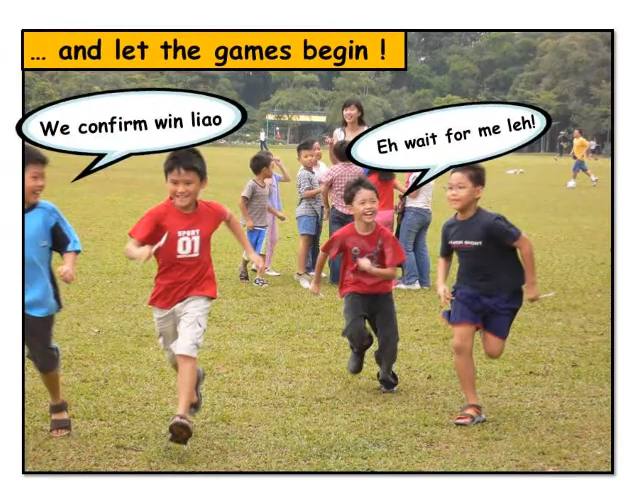 ... and let the games begin !
We confirm win liao
Eh wait for me leh!
SPORT
01